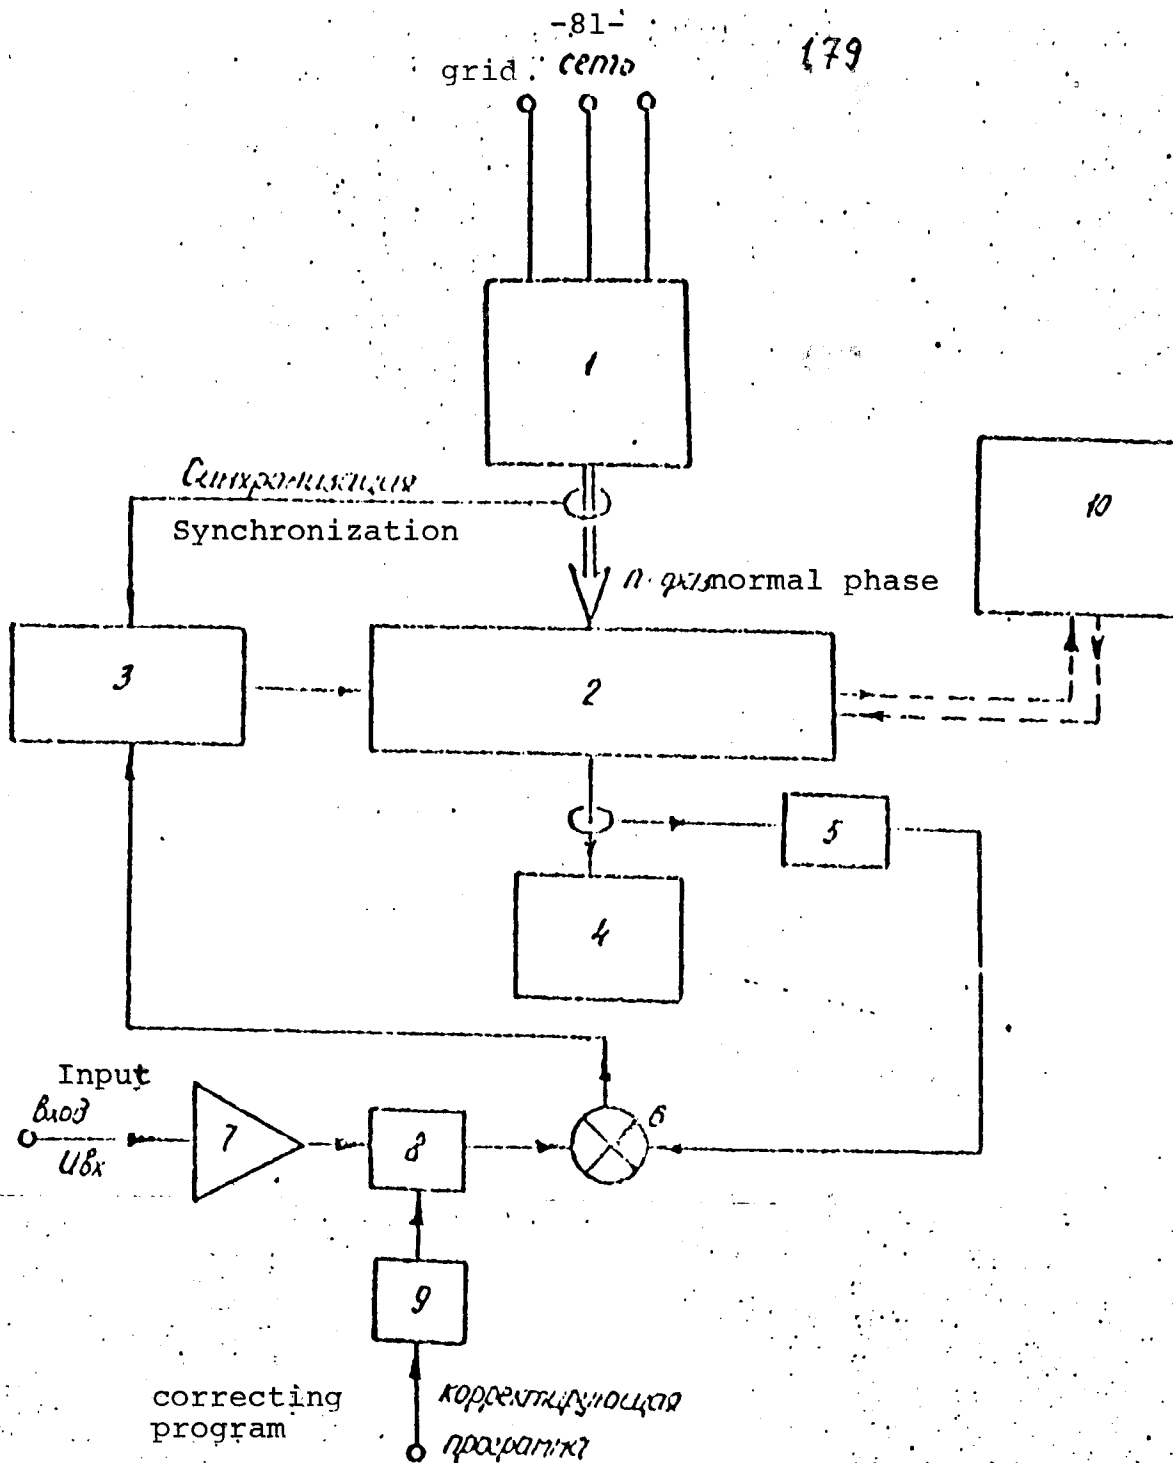 -81-
179
grid сеть
1
10
Синхронизация
Synchronization
n фаз normal phase
3
2
5
4
Input
вход
Uвх
7
8
6
9
correcting
program
корректирующая
программа